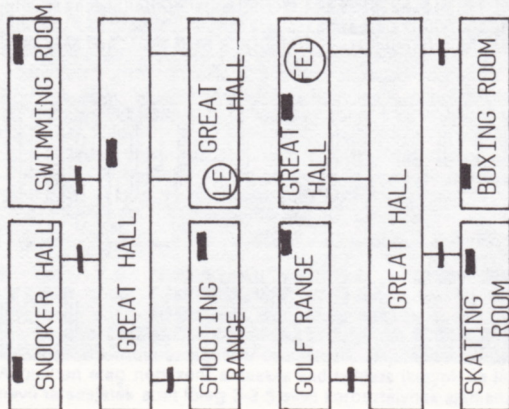 SNOOKER HALL
SWIMMING ROOM
GREAT HALL
SHOOTING
RANGE
LE GREAT
HALL
GOLF RANGE
GREAT
HALL
FEL
GREAT HALL
SKATING
ROOM
BOXING ROOM